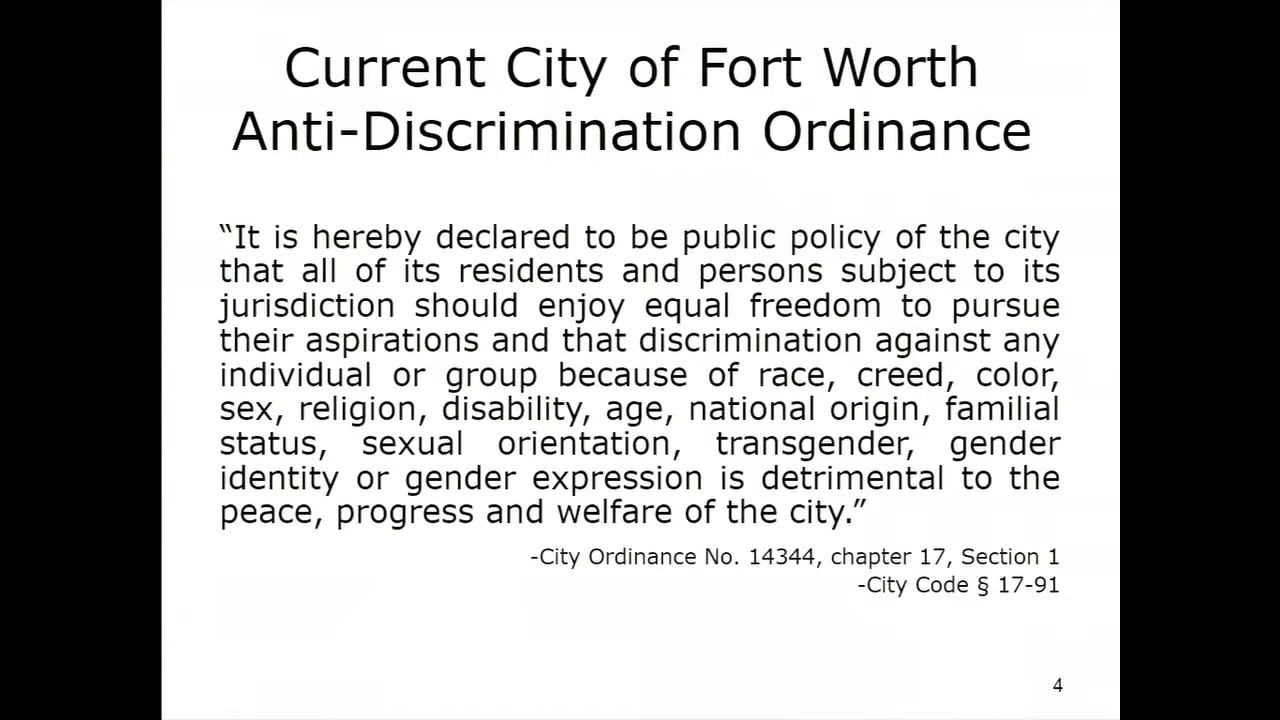 Current City of Fort Worth
Anti-Discrimination Ordinance
“It is hereby declared to be public policy of the city
that all of its residents and persons subject to its
jurisdiction should enjoy equal freedom to pursue
their aspirations and that discrimination against any
individual or group because of race, creed, color,
sex, religion, disability, age, national origin, familial
status, sexual orientation, transgender, gender
identity or gender expression is detrimental to the
peace, progress and welfare of the city.”
-City Ordinance No. 14344, chapter 17, Section 1
-City Code § 17-91
4